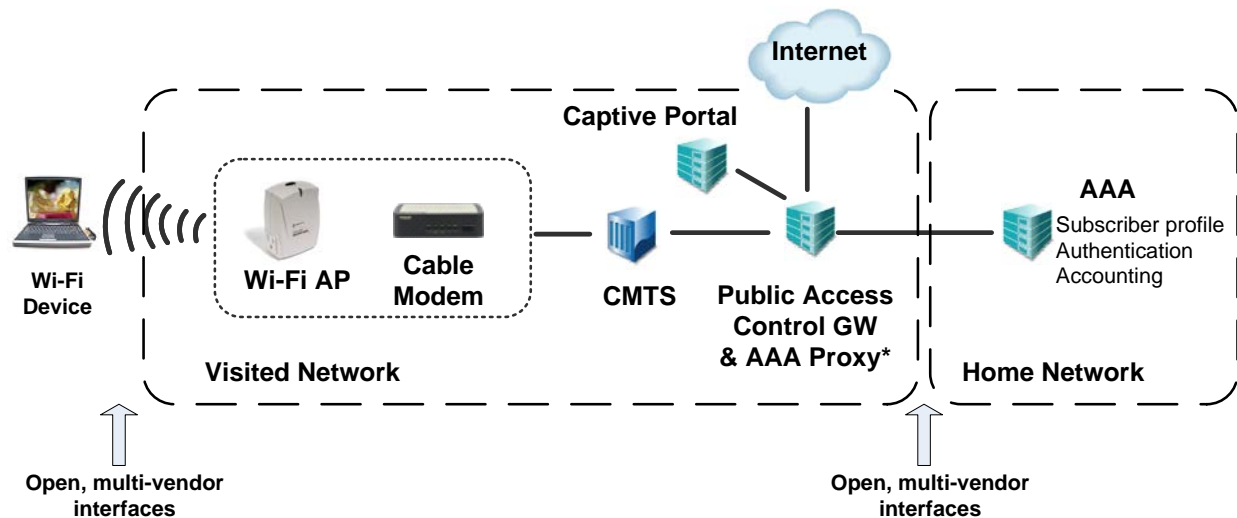 Internet
Captive Portal
Wi-Fi
Device
Wi-Fi AP
Cable
Modem
CMTS
Public Access
Control GW
& AAA Proxy*
AAA
Subscriber profile
Authentication
Accounting
Visited Network
Home Network
Open, multi-vendor
interfaces
Open, multi-vendor
interfaces